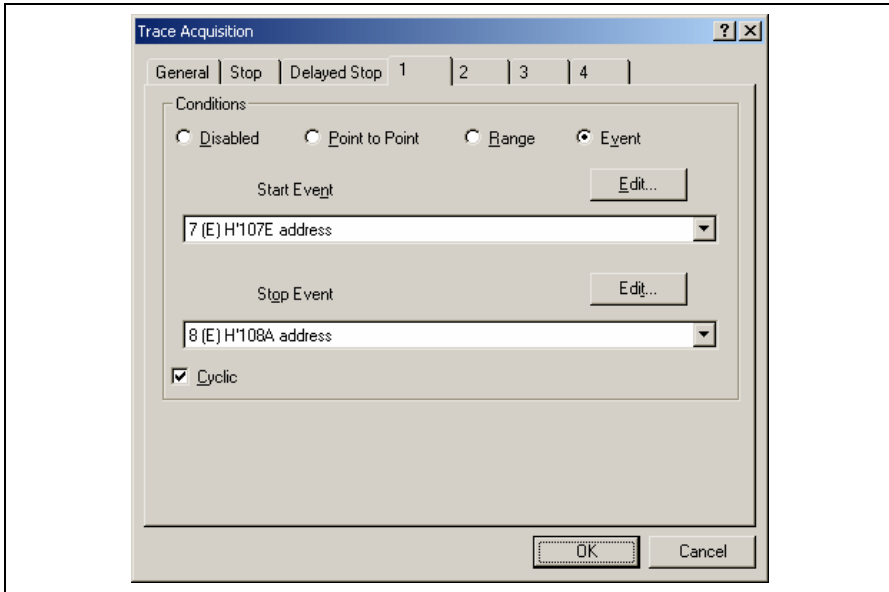 Trace Acquisition
General Stop Delayed Stop 1 2 3 4
Conditions
Disabled Point to Point Range Event
Start Event Edit...
7 (E) H'107E address
Stop Event Edit...
8 (E) H'108A address
Cyclic
OK Cancel